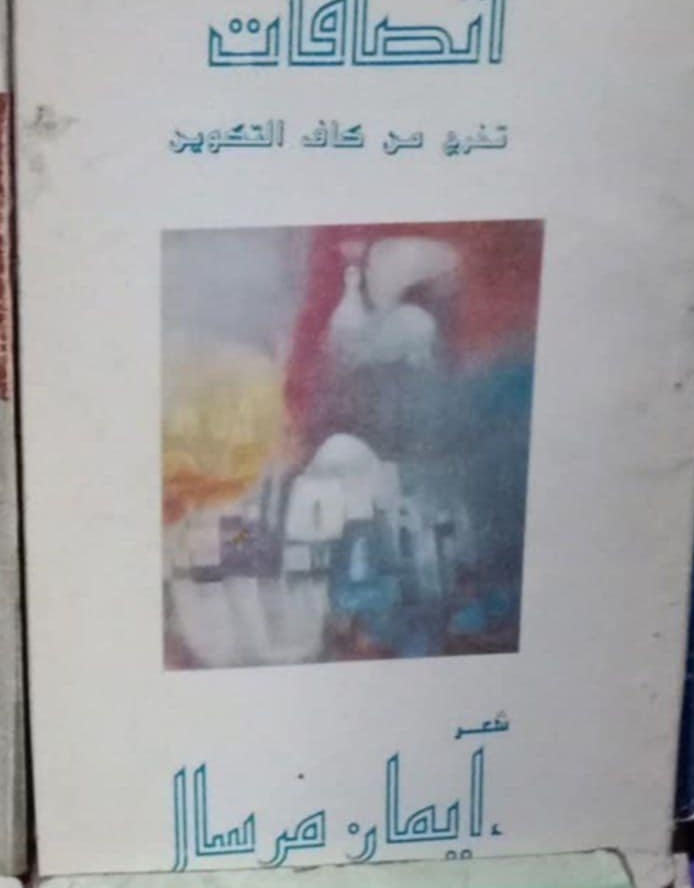 اتصافات
تخرج من كاف التكوين
شعر
إيمان مرسال